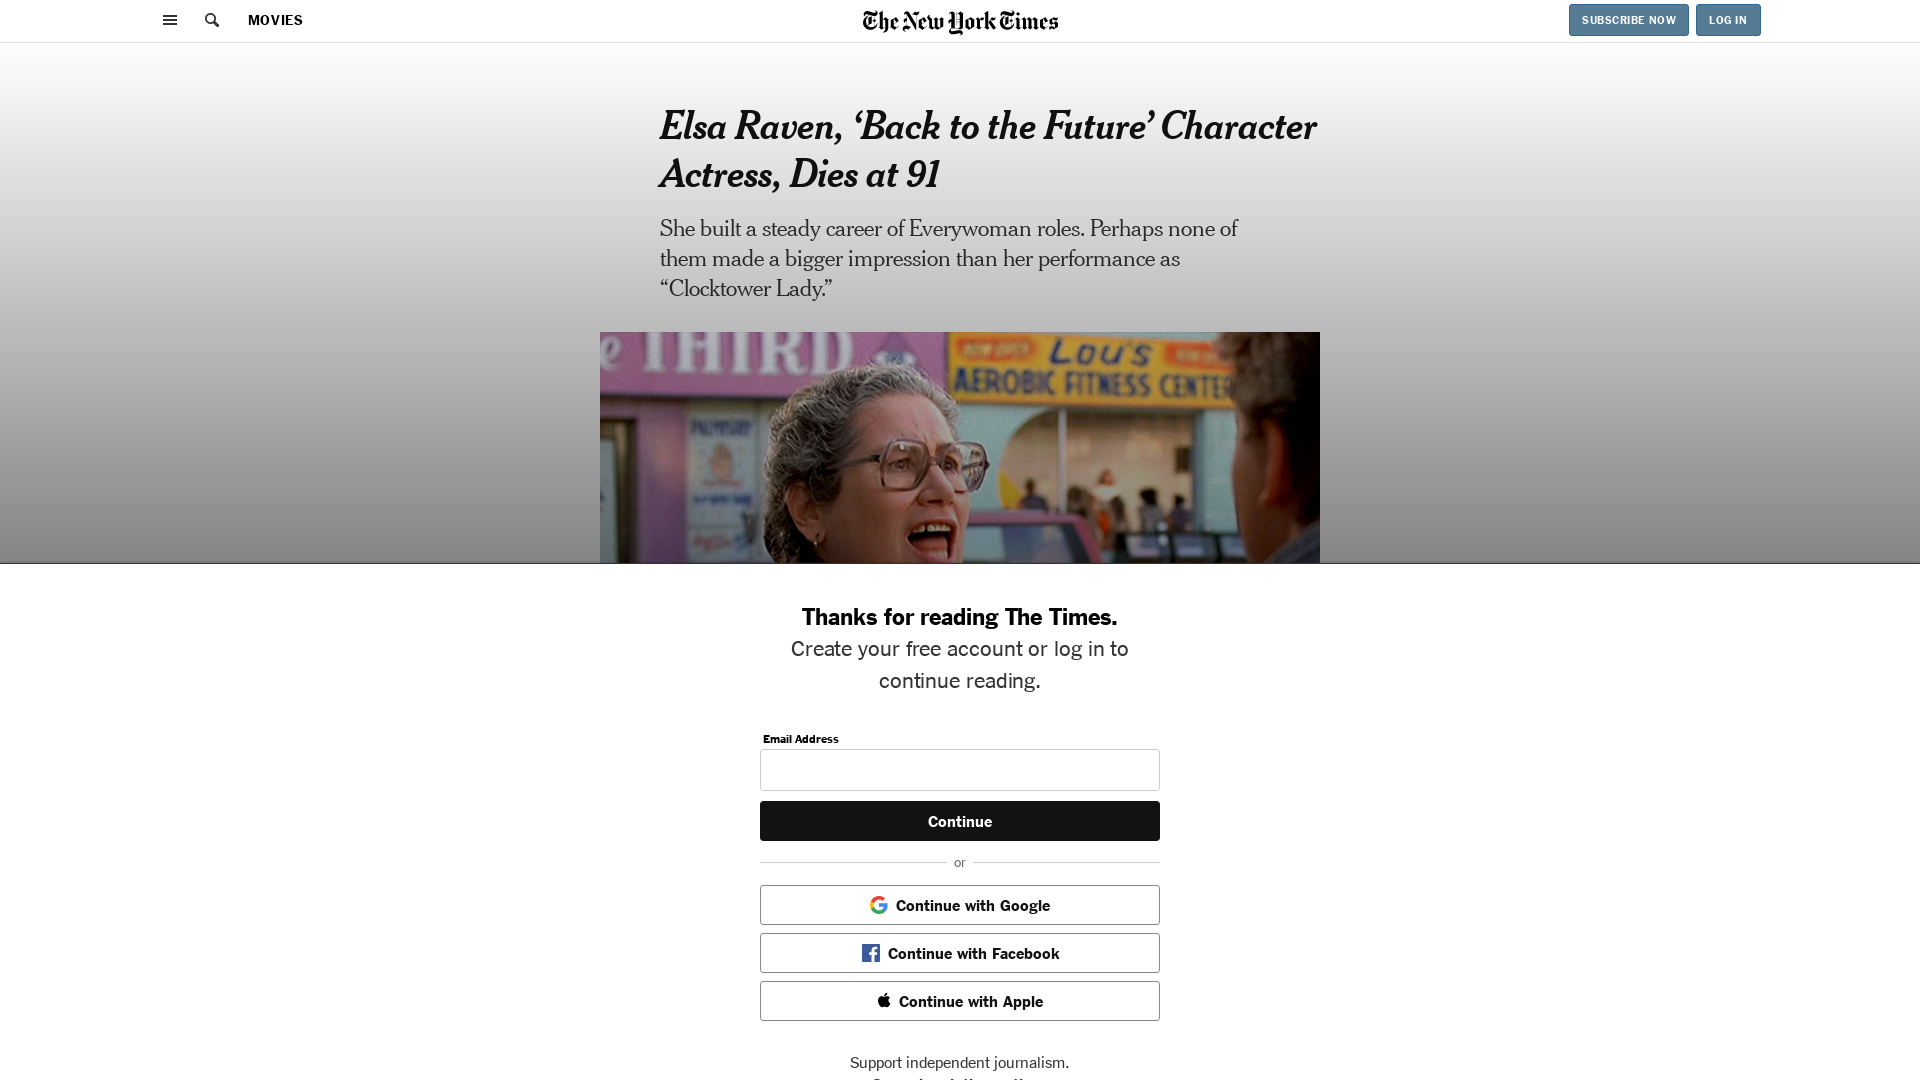 MOVIES
The New York Times
SUBSCRIBE NOW
LOG IN
Elsa Raven, ‘Back to the Future’ Character
Actress, Dies at 91
She built a steady career of Everywoman roles. Perhaps none of
them made a bigger impression than her performance as
“Clocktower Lady.”
THIRD
Lou's
AEROBIC FITNESS CENTER
Thanks for reading The Times.
Create your free account or log in to
continue reading.
Email Address
Continue
or
Continue with Google
Continue with Facebook
Continue with Apple
Support independent journalism.